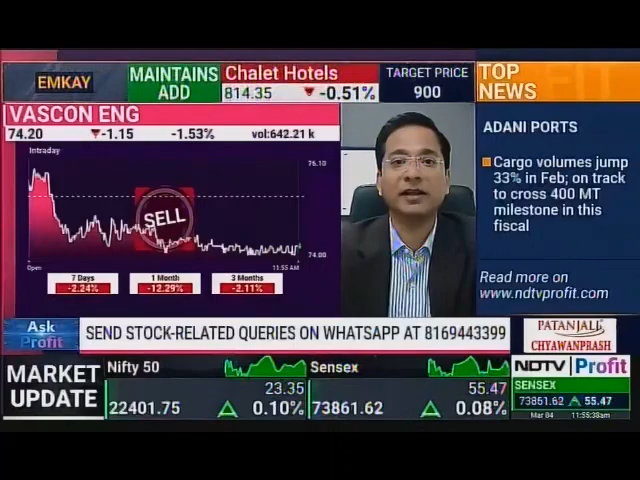 EMKAY
MAINTAINS
ADD
Chalet Hotels
814.35 ▼ -0.51%
TARGET PRICE
900
TOP
NEWS
VASCON ENG
74.20 ▼-1.15 -1.53% vol:642.21 k
Intraday
76.10
SELL
74.00
Open
11:55 AM
7 Days
-2.24%
1 Month
-12.29%
3 Months
-2.11%
ADANI PORTS
Cargo volumes jump
33% in Feb; on track
to cross 400 MT
milestone in this
fiscal
Read more on
www.ndtvprofit.com
Ask
Profit
SEND STOCK-RELATED QUERIES ON WHATSAPP AT 8169443399
PATANJALI
CHYAWANPRASH
MARKET
UPDATE
Nifty 50
23.35
22401.75 ▲ 0.10%
Sensex
55.47
73861.62 ▲ 0.08%
NDTV Profit
SENSEX
73861.62 ▲ 55.47
Mar 04 11:55:38am